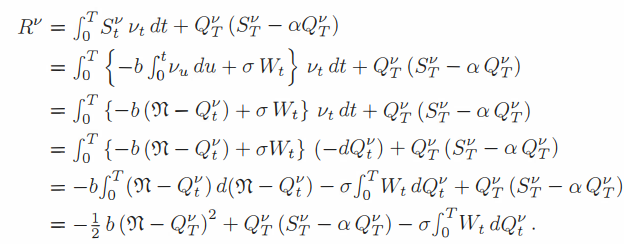 R^ν = ∫_0^T S_t^ν ν_t dt + Q_T^ν (S_T^ν − αQ_T^ν)
= ∫_0^T {−b ∫_0^t ν_u du + σ W_t} ν_t dt + Q_T^ν (S_T^ν − α Q_T^ν)
= ∫_0^T {−b (𝔑 − Q_t^ν) + σ W_t} ν_t dt + Q_T^ν (S_T^ν − α Q_T^ν)
= ∫_0^T {−b (𝔑 − Q_t^ν) + σW_t} (−dQ_t^ν) + Q_T^ν (S_T^ν − α Q_T^ν)
= −b∫_0^T (𝔑 − Q_t^ν) d(𝔑 − Q_t^ν) − σ∫_0^T W_t dQ_t^ν + Q_T^ν (S_T^ν − α Q_T^ν)
= −½ b (𝔑 − Q_T^ν)^2 + Q_T^ν (S_T^ν − α Q_T^ν) − σ∫_0^T W_t dQ_t^ν .